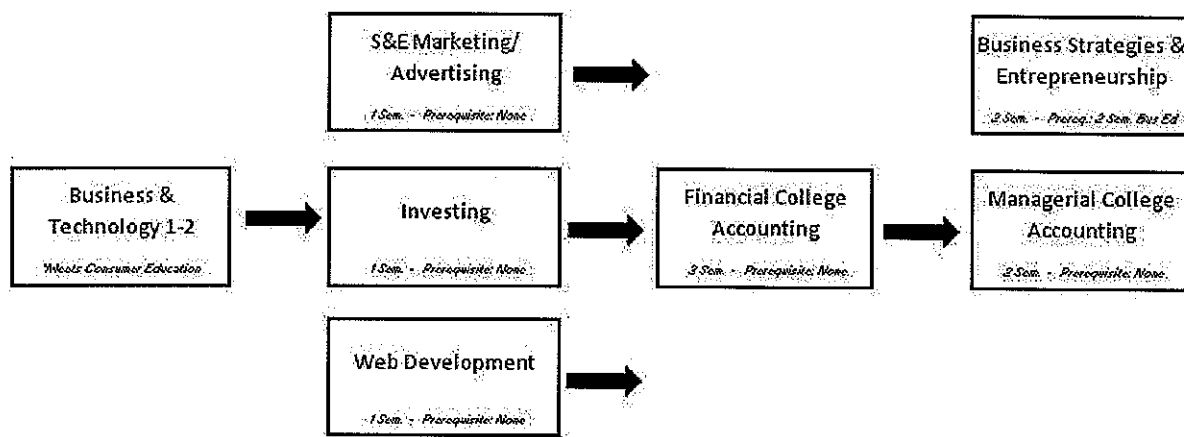 S&E Marketing/
Advertising
1 Sem. - Prerequisite: None
Business Strategies &
Entrepreneurship
2 Sem. - Prereq.: 2 Sem. Bus Ed
Business &
Technology 1-2
*Meets Consumer Education
Investing
1 Sem. - Prerequisite: None
Financial College
Accounting
3 Sem. - Prerequisite: None
Managerial College
Accounting
2 Sem. - Prerequisite: None
Web Development
1 Sem. - Prerequisite: None